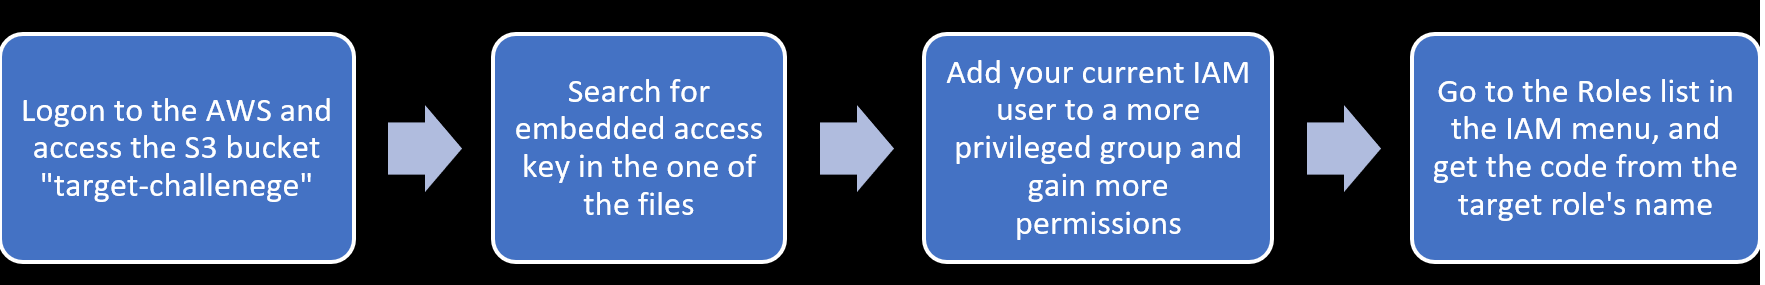 Logon to the AWS and
access the S3 bucket
"target-challenege"
Search for
embedded access
key in the one of
the files
Add your current IAM
user to a more
privileged group and
gain more
permissions
Go to the Roles list in
the IAM menu, and
get the code from the
target role's name